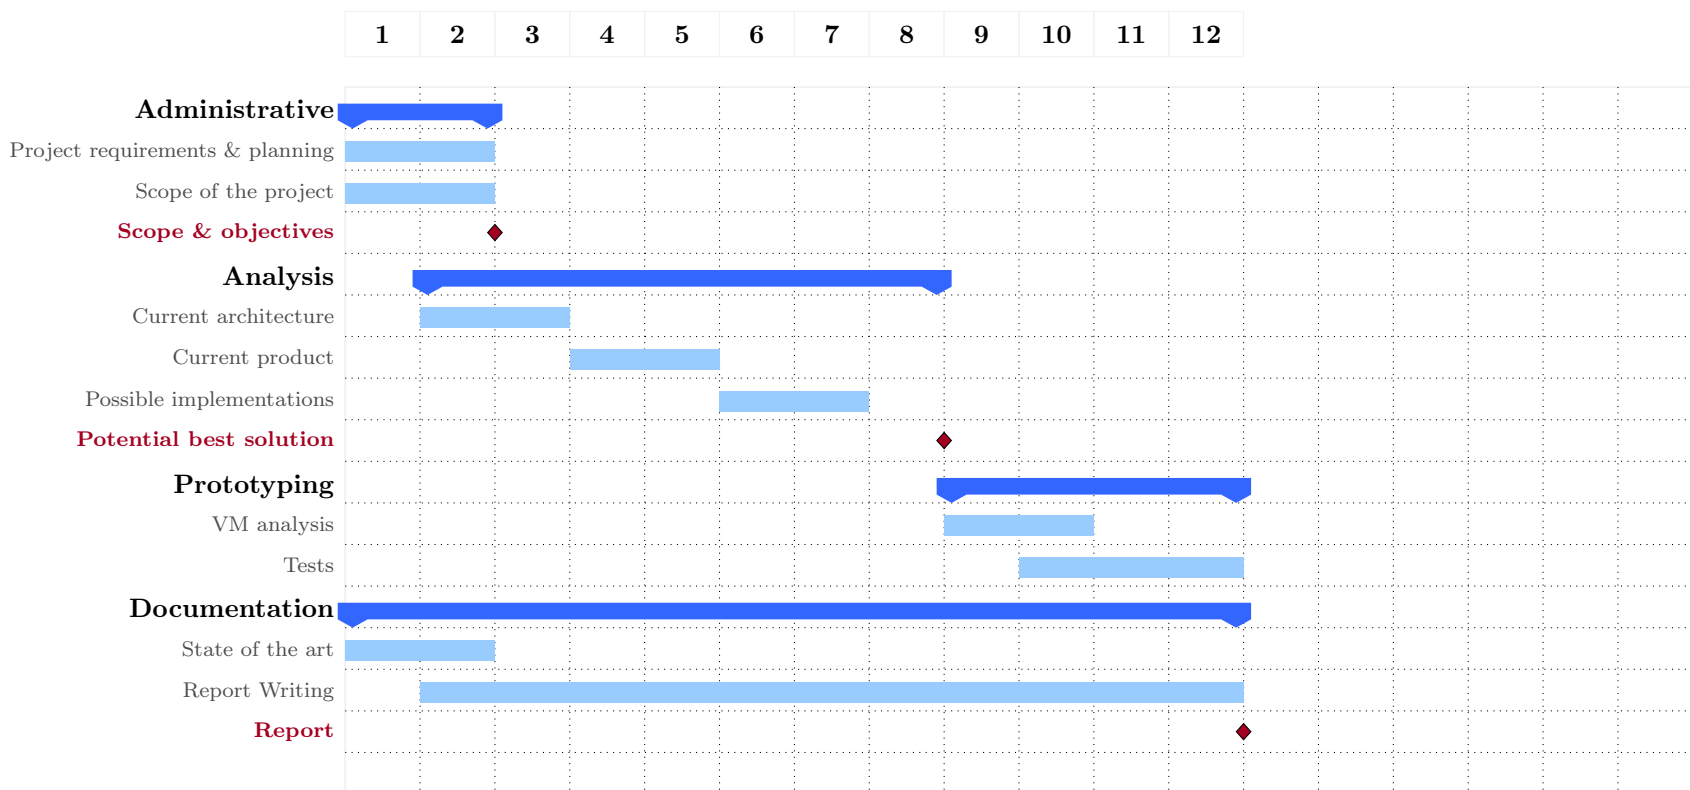 1 2 3 4 5 6 7 8 9 10 11 12
Administrative
Project requirements & planning
Scope of the project
Scope & objectives
Analysis
Current architecture
Current product
Possible implementations
Potential best solution
Prototyping
VM analysis
Tests
Documentation
State of the art
Report Writing
Report